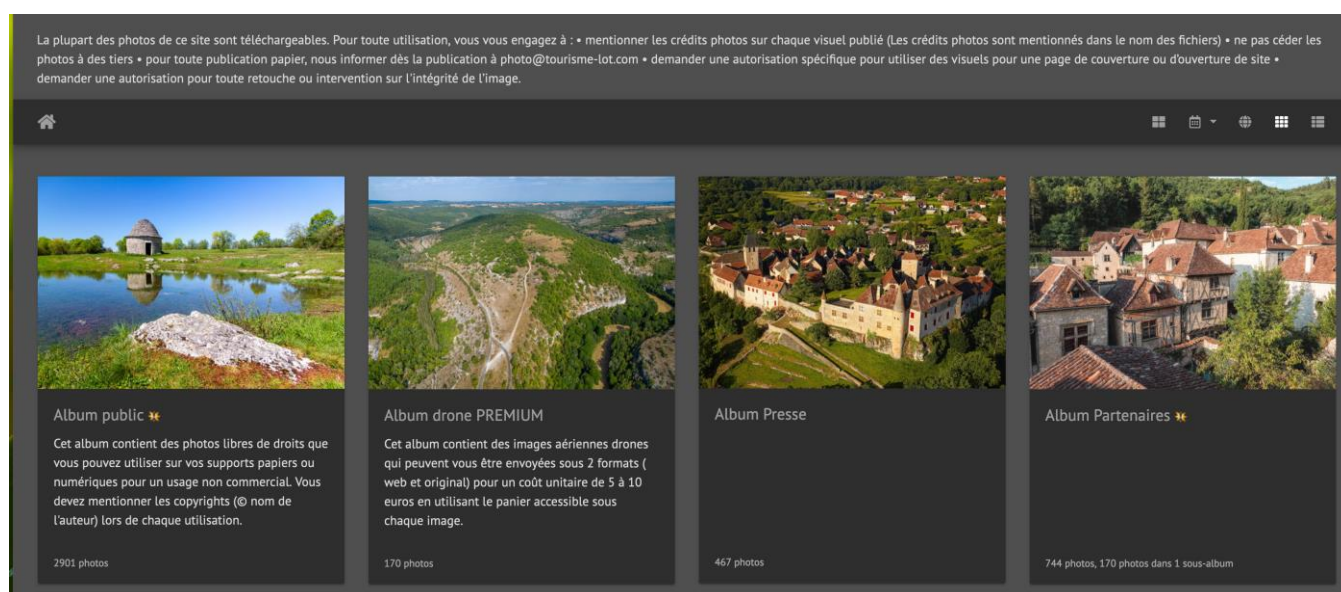 La plupart des photos de ce site sont téléchargeables. Pour toute utilisation, vous vous engagez à : • mentionner les crédits photos sur chaque visuel publié (Les crédits photos sont mentionnés dans le nom des fichiers) • ne pas céder les
photos à des tiers • pour toute publication papier, nous informer dès la publication à photo@tourisme-lot.com • demander une autorisation spécifique pour utiliser des visuels pour une page de couverture ou d'ouverture de site •
demander une autorisation pour toute retouche ou intervention sur l'intégrité de l'image.
Album public
Cet album contient des photos libres de droits que
vous pouvez utiliser sur vos supports papiers ou
numériques pour un usage non commercial. Vous
devez mentionner les copyrights (© nom de
l'auteur) lors de chaque utilisation.
2901 photos
Album drone PREMIUM
Cet album contient des images aériennes drones
qui peuvent vous être envoyées sous 2 formats (
web et original) pour un coût unitaire de 5 à 10
euros en utilisant le panier accessible sous
chaque image.
170 photos
Album Presse
467 photos
Album Partenaires
744 photos, 170 photos dans 1 sous-album